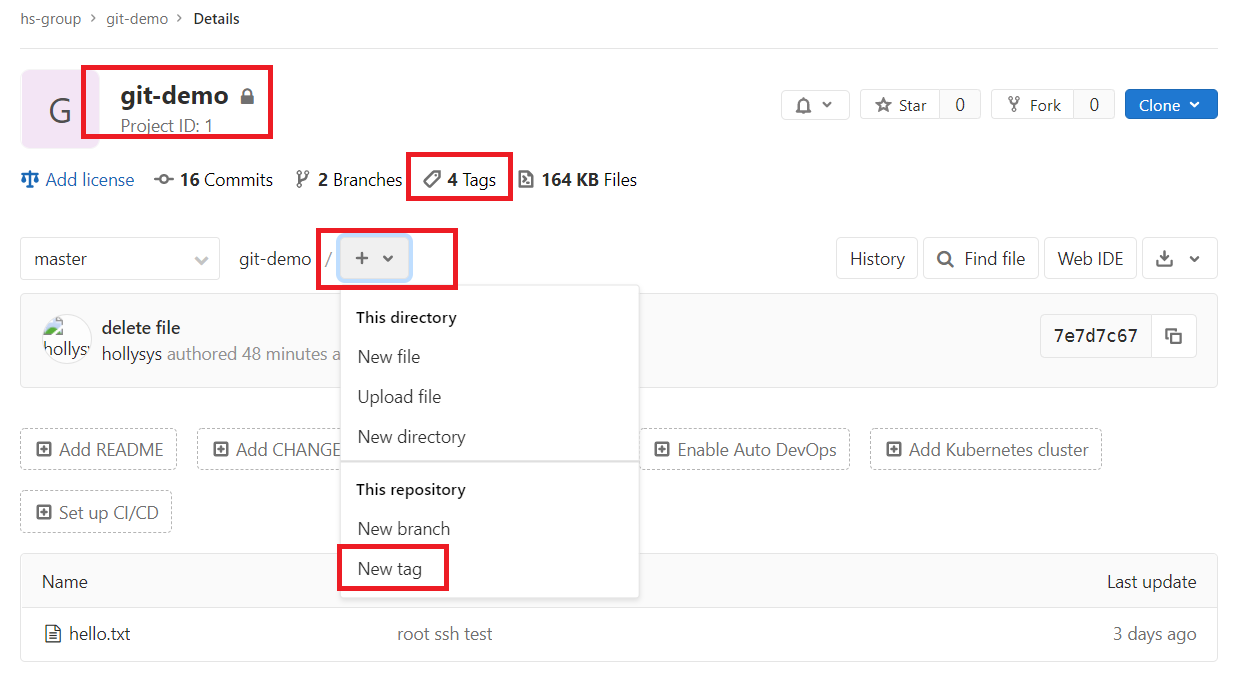 hs-group > git-demo > Details
G
git-demo
Project ID: 1
Star 0
Fork 0
Clone
Add license
16 Commits
2 Branches
4 Tags
164 KB Files
master
git-demo / +
History
Find file
Web IDE
delete file
hollysys authored 48 minutes a
hollys
7e7d7c67
This directory
New file
Upload file
New directory
This repository
New branch
New tag
Add README
Add CHANGE
Enable Auto DevOps
Add Kubernetes cluster
Set up CI/CD
Name Last update
hello.txt root ssh test 3 days ago